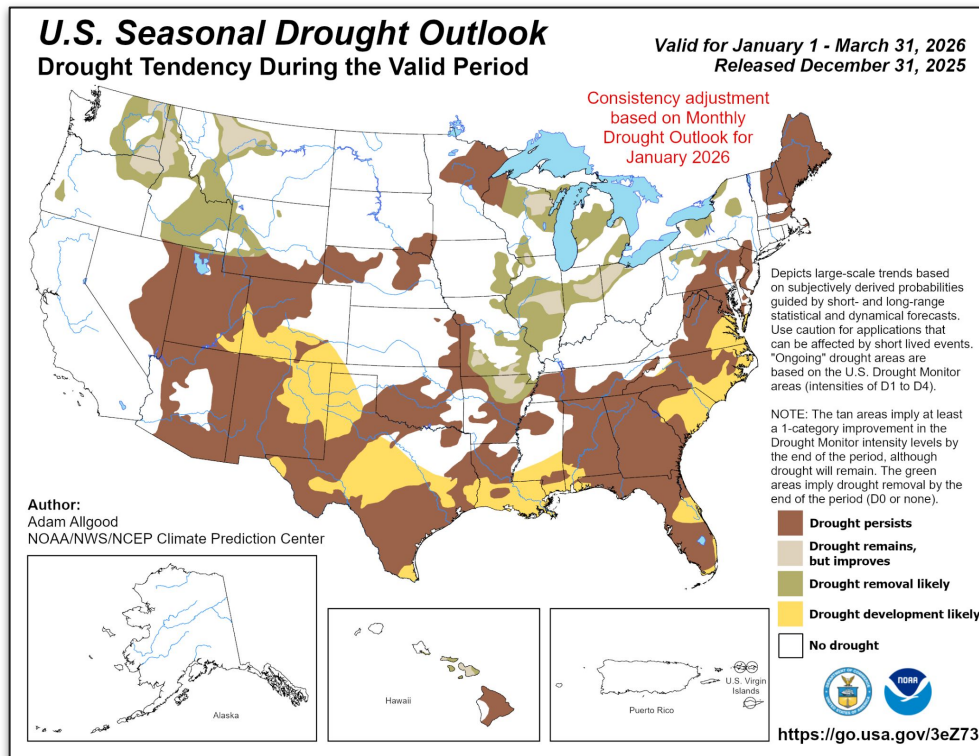 U.S. Seasonal Drought Outlook
Drought Tendency During the Valid Period
Valid for January 1 - March 31, 2026
Released December 31, 2025
Consistency adjustment
based on Monthly
Drought Outlook for
January 2026
Depicts large-scale trends based
on subjectively derived probabilities
guided by short- and long-range
statistical and dynamical forecasts.
Use caution for applications that
can be affected by short lived events.
"Ongoing" drought areas are
based on the U.S. Drought Monitor
areas (intensities of D1 to D4).
NOTE: The tan areas imply at least
a 1-category improvement in the
Drought Monitor intensity levels by
the end of the period, although
drought will remain. The green
areas imply drought removal by the
end of the period (D0 or none).
Author:
Adam Allgood
NOAA/NWS/NCEP Climate Prediction Center
Drought persists
Drought remains,
but improves
Drought removal likely
Drought development likely
No drought
Alaska
Hawaii
Puerto Rico
U.S. Virgin
Islands
NOAA
https://go.usa.gov/3eZ73